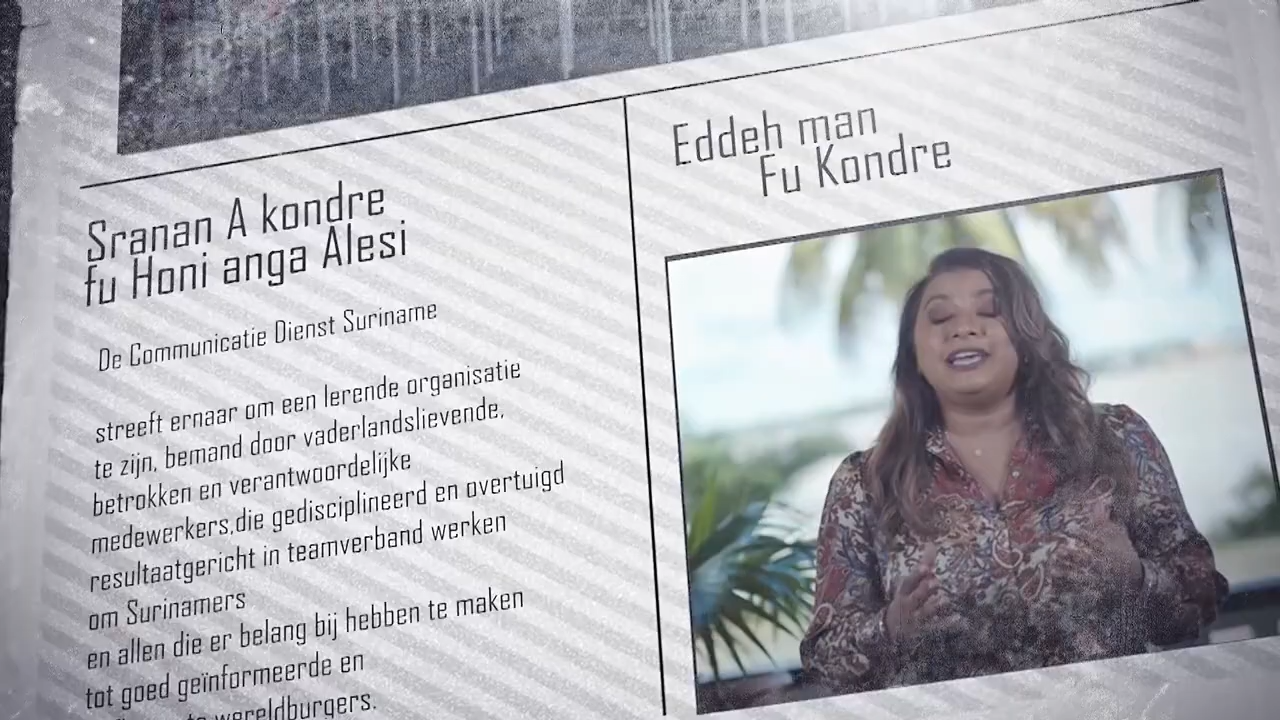 Sranan A kondre
fu Honi anga Alesi
De Communicatie Dienst Suriname
streeft ernaar om een lerende organisatie
te zijn, bemand door vaderlandslievende,
betrokken en verantwoordelijke
medewerkers,die gedisciplineerd en overtuigd
resultaatgericht in teamverband werken
om Surinamers
en allen die er belang bij hebben te maken
tot goed geïnformeerde en
wereldburgers.
Eddeh man
Fu Kondre